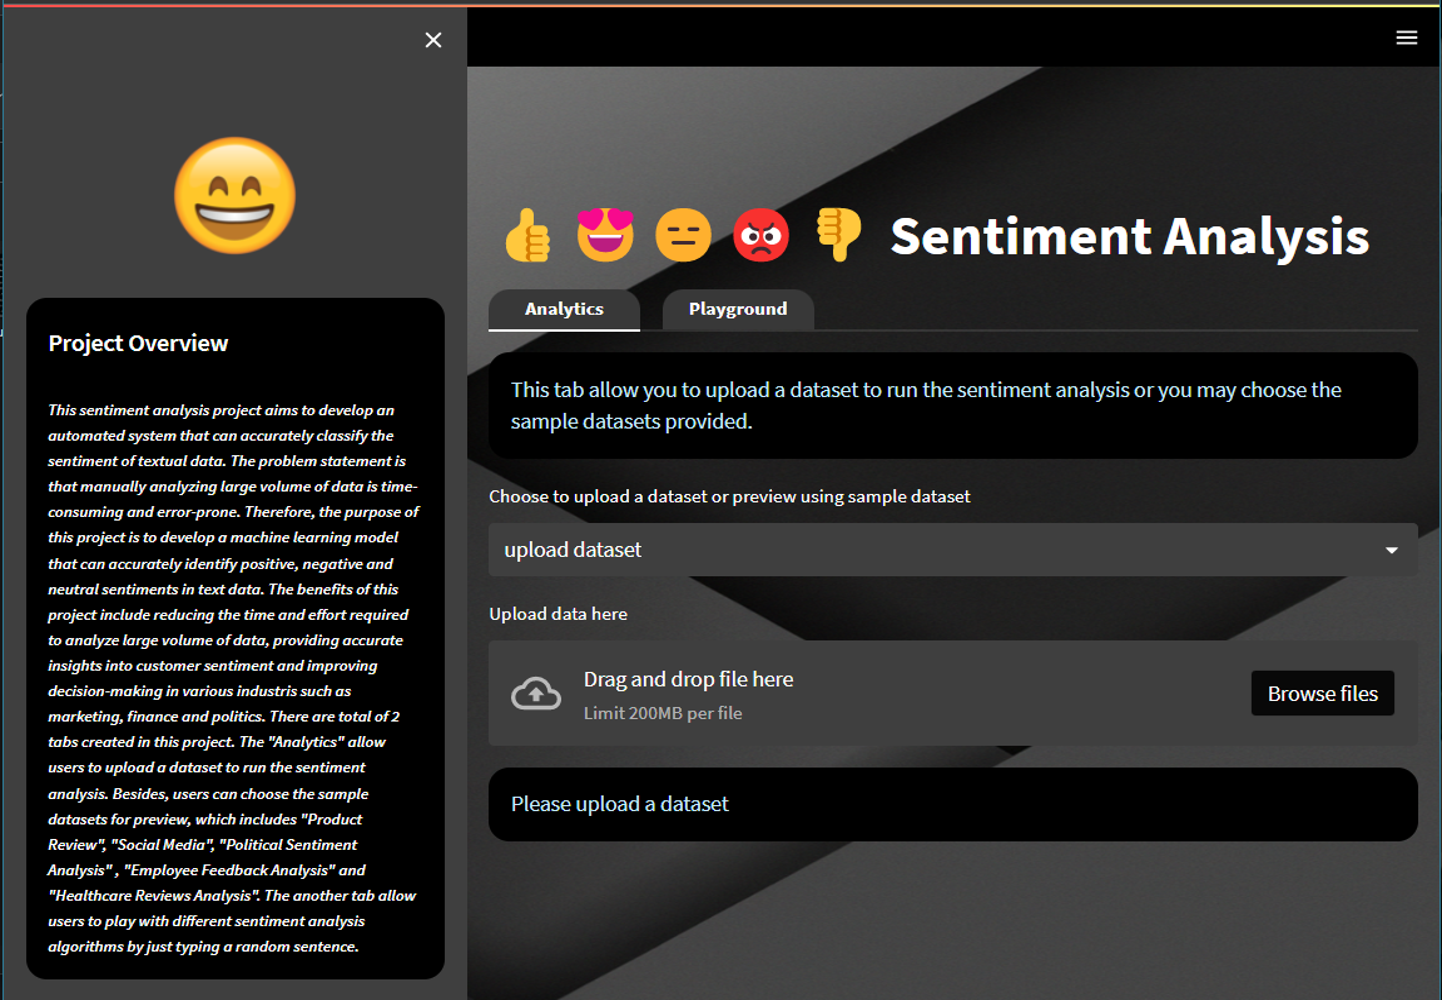 Project Overview
This sentiment analysis project aims to develop an
automated system that can accurately classify the
sentiment of textual data. The problem statement is
that manually analyzing large volume of data is time-
consuming and error-prone. Therefore, the purpose of
this project is to develop a machine learning model
that can accurately identify positive, negative and
neutral sentiments in text data. The benefits of this
project include reducing the time and effort required
to analyze large volume of data, providing accurate
insights into customer sentiment and improving
decision-making in various industris such as
marketing, finance and politics. There are total of 2
tabs created in this project. The "Analytics" allow
users to upload a dataset to run the sentiment
analysis. Besides, users can choose the sample
datasets for preview, which includes "Product
Review", "Social Media", "Political Sentiment
Analysis" , "Employee Feedback Analysis" and
"Healthcare Reviews Analysis". The another tab allow
users to play with different sentiment analysis
algorithms by just typing a random sentence.
Sentiment Analysis
Analytics Playground
This tab allow you to upload a dataset to run the sentiment analysis or you may choose the
sample datasets provided.
Choose to upload a dataset or preview using sample dataset
upload dataset
Upload data here
Drag and drop file here
Limit 200MB per file
Browse files
Please upload a dataset